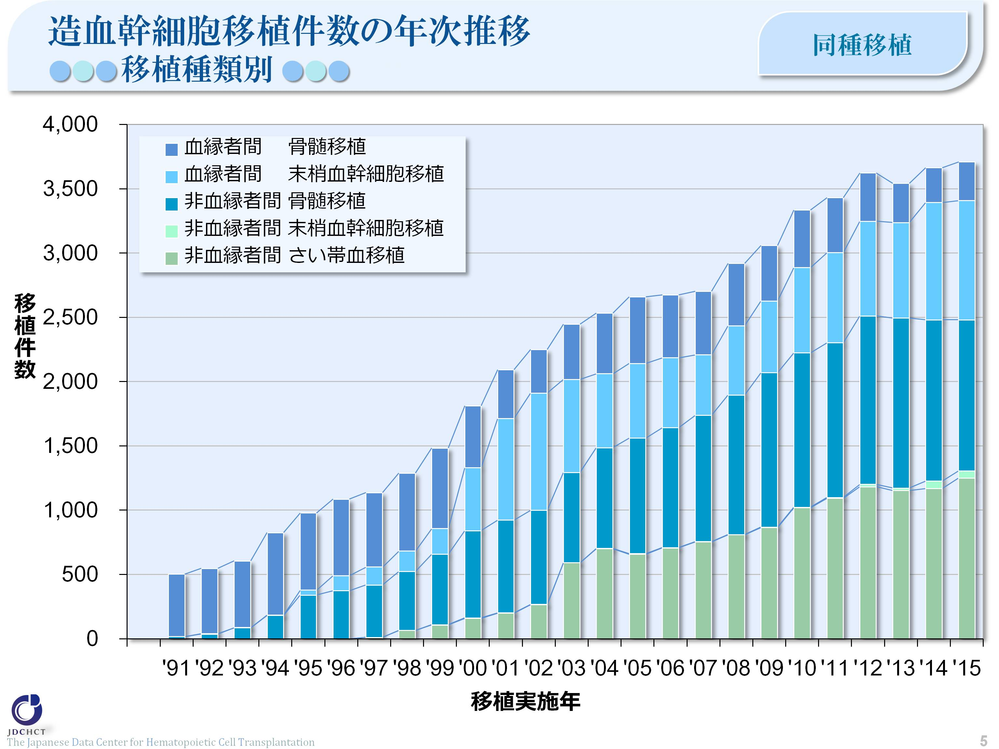 造血幹細胞移植件数の年次推移
移植種類別
同種移植
4,000
3,500
3,000
2,500
2,000
1,500
1,000
500
0
血縁者間 骨髄移植
血縁者間 末梢血幹細胞移植
非血縁者間 骨髄移植
非血縁者間 末梢血幹細胞移植
非血縁者間 さい帯血移植
移植件数
'91 '92 '93 '94 '95 '96 '97 '98 '99 '00 '01 '02 '03 '04 '05 '06 '07 '08 '09 '10 '11 '12 '13 '14 '15
移植実施年
JDCHCT
The Japanese Data Center for Hematopoietic Cell Transplantation
5